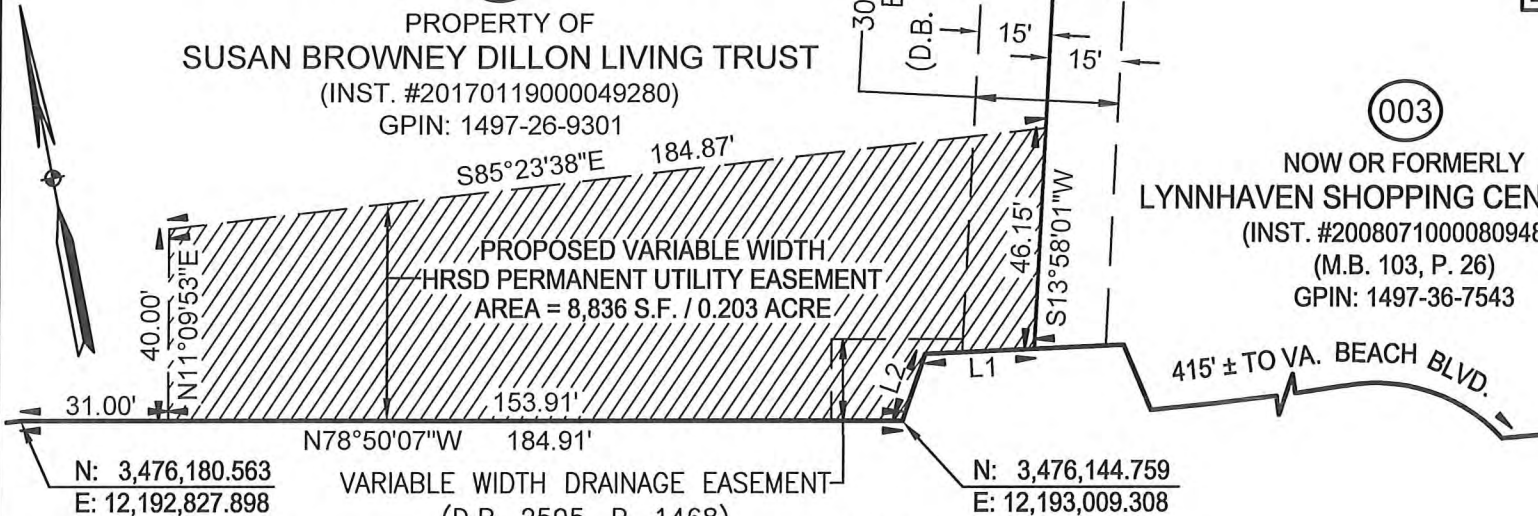 PROPERTY OF
SUSAN BROWNEY DILLON LIVING TRUST
(INST. #20170119000049280)
GPIN: 1497-26-9301
30
(D.B.
15'
15'
003
NOW OR FORMERLY
LYNNHAVEN SHOPPING CEN
(INST. #2008071000080948
(M.B. 103, P. 26)
GPIN: 1497-36-7543
S85°23'38"E 184.87'
PROPOSED VARIABLE WIDTH
HRSD PERMANENT UTILITY EASEMENT
AREA = 8,836 S.F. / 0.203 ACRE
40.00'
N11°09'53"E
46.15'
S13°58'01"W
L2
L1
415' ± TO VA. BEACH BLVD.
31.00'
153.91'
N78°50'07"W 184.91'
N: 3,476,180.563
E: 12,192,827.898
VARIABLE WIDTH DRAINAGE EASEMENT
(D.B. 2595, P. 1468)
N: 3,476,144.759
E: 12,193,009.308